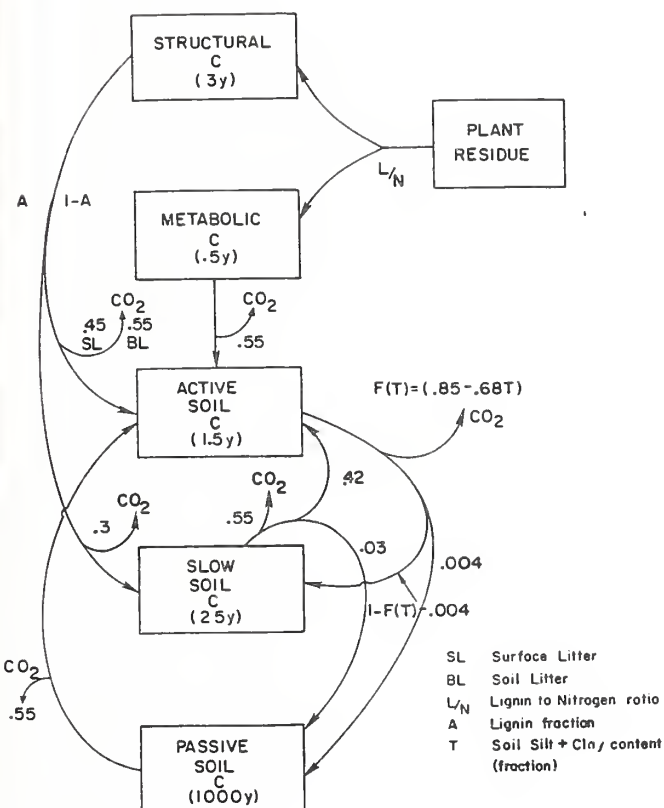 STRUCTURAL
C
(3y)
PLANT
RESIDUE
L/N
A
1-A
METABOLIC
C
(.5y)
CO2
.45 .55
SL BL
CO2
.55
ACTIVE
SOIL
C
(1.5y)
F(T)=(.85-.68T)
CO2
.42
CO2
.55
CO2
.3
.03
.004
SLOW
SOIL
C
(25y)
1-F(T)-.004
CO2
.55
PASSIVE
SOIL
C
(1000y)
SL Surface Litter
BL Soil Litter
L/N Lignin to Nitrogen ratio
A Lignin fraction
T Soil Silt + Clay content
(fraction)